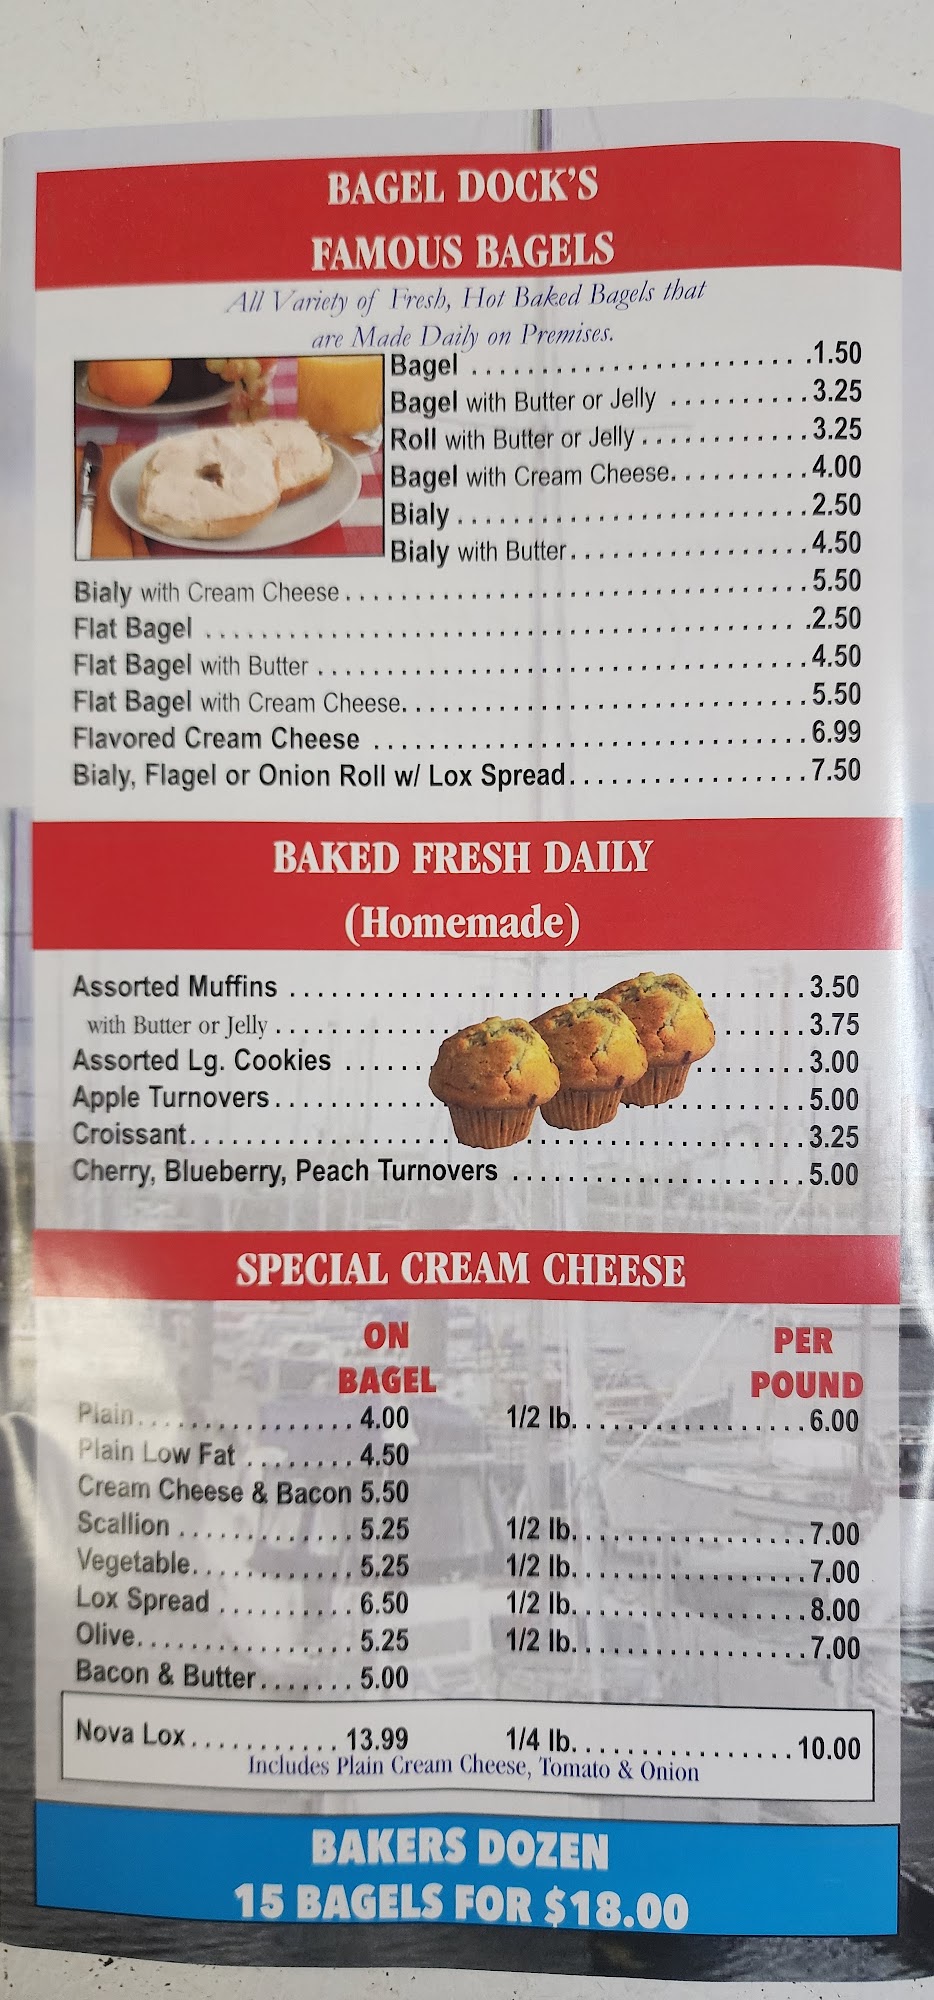 BAGEL DOCK'S
FAMOUS BAGELS
All Variety of Fresh, Hot Baked Bagels that
are Made Daily on Premises.
Bagel ........................1.50
Bagel with Butter or Jelly ..........3.25
Roll with Butter or Jelly............3.25
Bagel with Cream Cheese..........4.00
Bialy.........................2.50
Bialy with Butter.................4.50
Bialy with Cream Cheese.................................5.50
Flat Bagel ...........................................2.50
Flat Bagel with Butter...................................4.50
Flat Bagel with Cream Cheese.............................5.50
Flavored Cream Cheese ...............................6.99
Bialy, Flagel or Onion Roll w/ Lox Spread.................7.50
BAKED FRESH DAILY
(Homemade)
Assorted Muffins .....................................3.50
with Butter or Jelly ....................................3.75
Assorted Lg. Cookies ..............3.00
Apple Turnovers...........................5.00
Croissant.......................................3.25
Cherry, Blueberry, Peach Turnovers .....................5.00
SPECIAL CREAM CHEESE
ON BAGEL
PER POUND
Plain................4.00 1/2 lb.................6.00
Plain Low Fat ........4.50
Cream Cheese & Bacon 5.50
Scallion .............5.25 1/2 lb.................7.00
Vegetable............5.25 1/2 lb.................7.00
Lox Spread ..........6.50 1/2 lb.................8.00
Olive................5.25 1/2 lb.................7.00
Bacon & Butter.......5.00
Nova Lox...........13.99 1/4 lb................10.00
Includes Plain Cream Cheese, Tomato & Onion
BAKERS DOZEN
15 BAGELS FOR $18.00